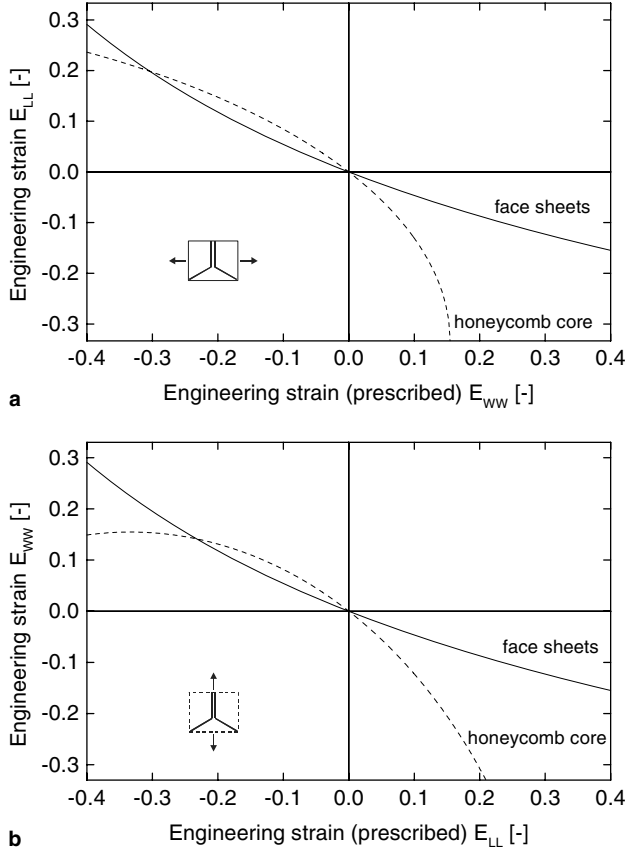 0.3
0.2
0.1
0.0
-0.1
-0.2
-0.3
Engineering strain E_LL [-]
face sheets
honeycomb core
-0.4 -0.3 -0.2 -0.1 0.0 0.1 0.2 0.3 0.4
Engineering strain (prescribed) E_WW [-]
a
0.3
0.2
0.1
0.0
-0.1
-0.2
-0.3
Engineering strain E_WW [-]
face sheets
honeycomb core
-0.4 -0.3 -0.2 -0.1 0.0 0.1 0.2 0.3 0.4
Engineering strain (prescribed) E_LL [-]
b